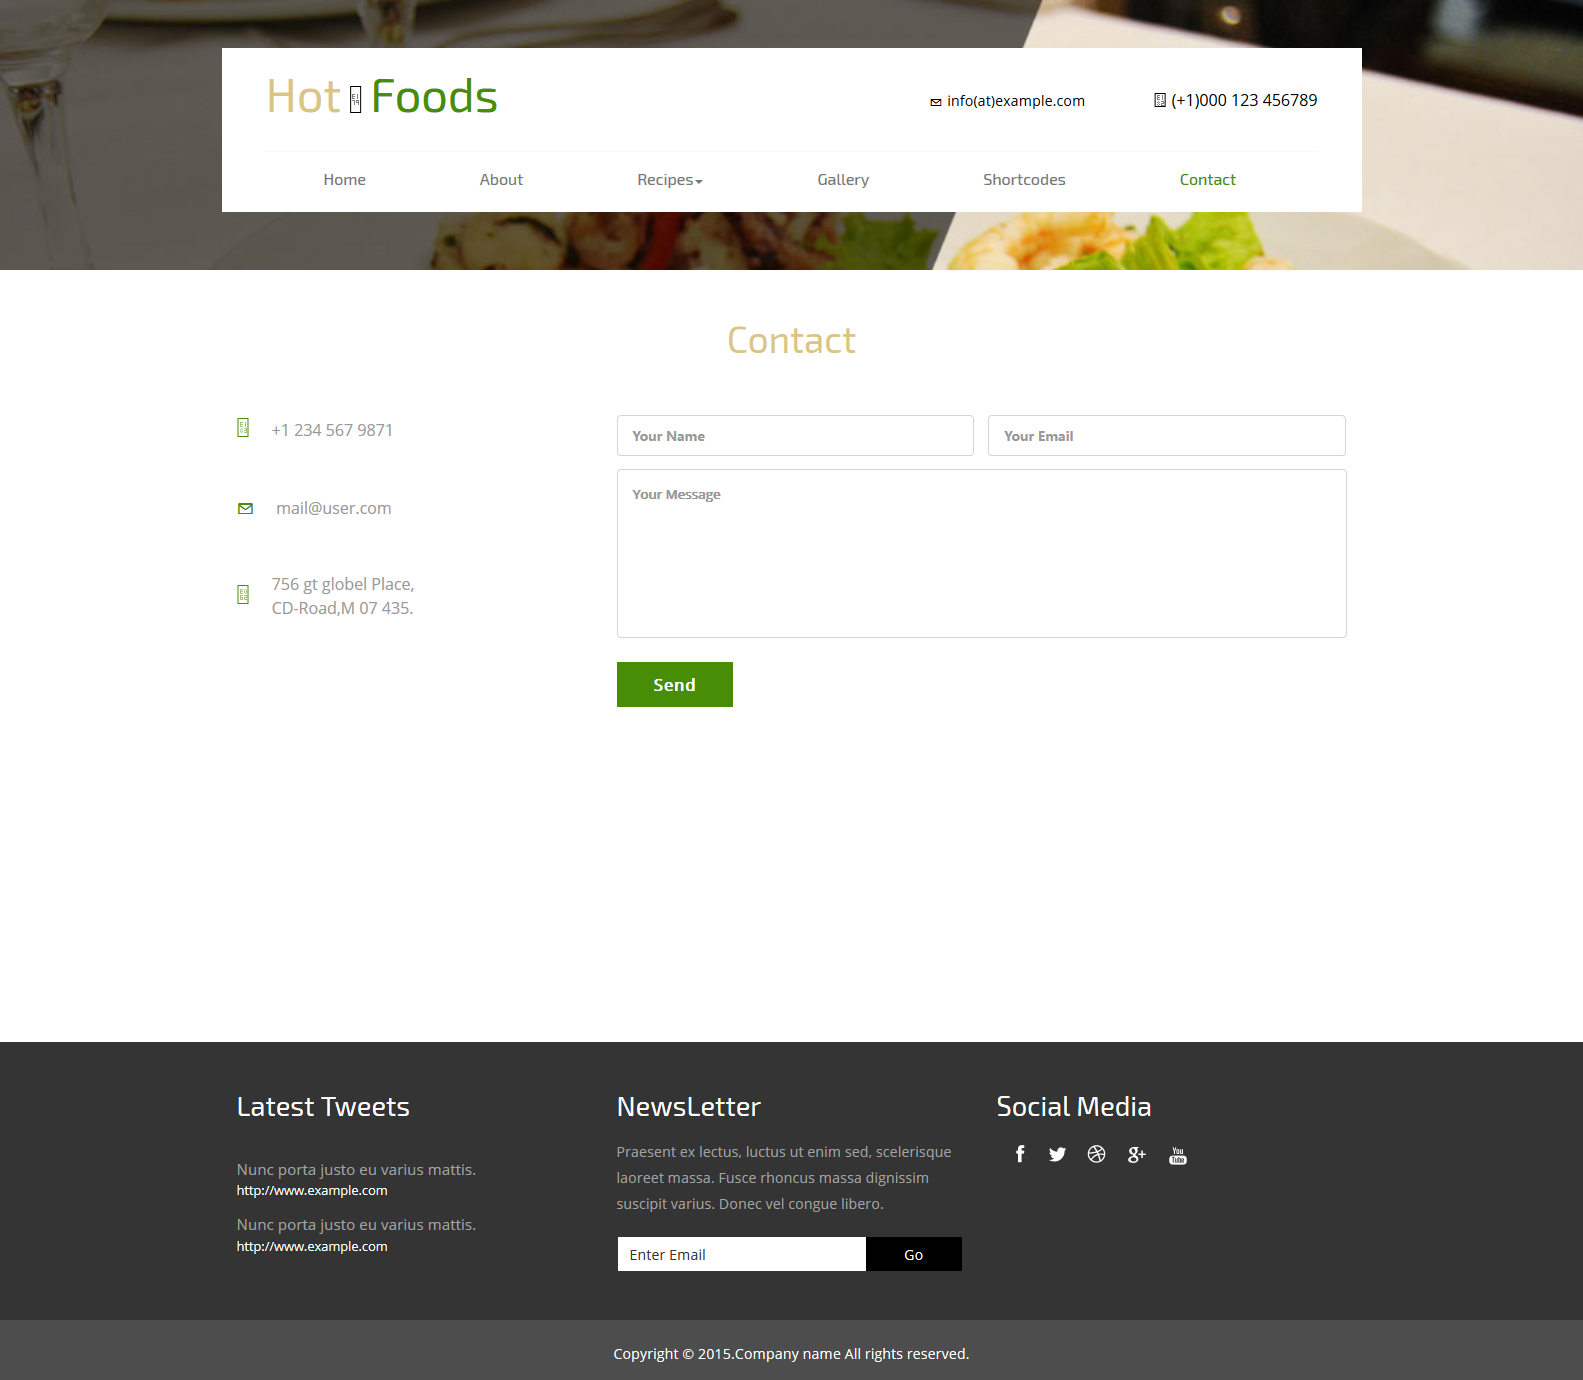 Hot Foods
info(at)example.com
(+1)000 123 456789
Home About Recipes Gallery Shortcodes Contact
Contact
+1 234 567 9871
mail@user.com
756 gt globel Place,
CD-Road,M 07 435.
Your Name
Your Email
Your Message
Send
Latest Tweets
Nunc porta justo eu varius mattis.
http://www.example.com
Nunc porta justo eu varius mattis.
http://www.example.com
NewsLetter
Praesent ex lectus, luctus ut enim sed, scelerisque
laoreet massa. Fusce rhoncus massa dignissim
suscipit varius. Donec vel congue libero.
Enter Email
Go
Social Media
You
Tube
Copyright © 2015.Company name All rights reserved.